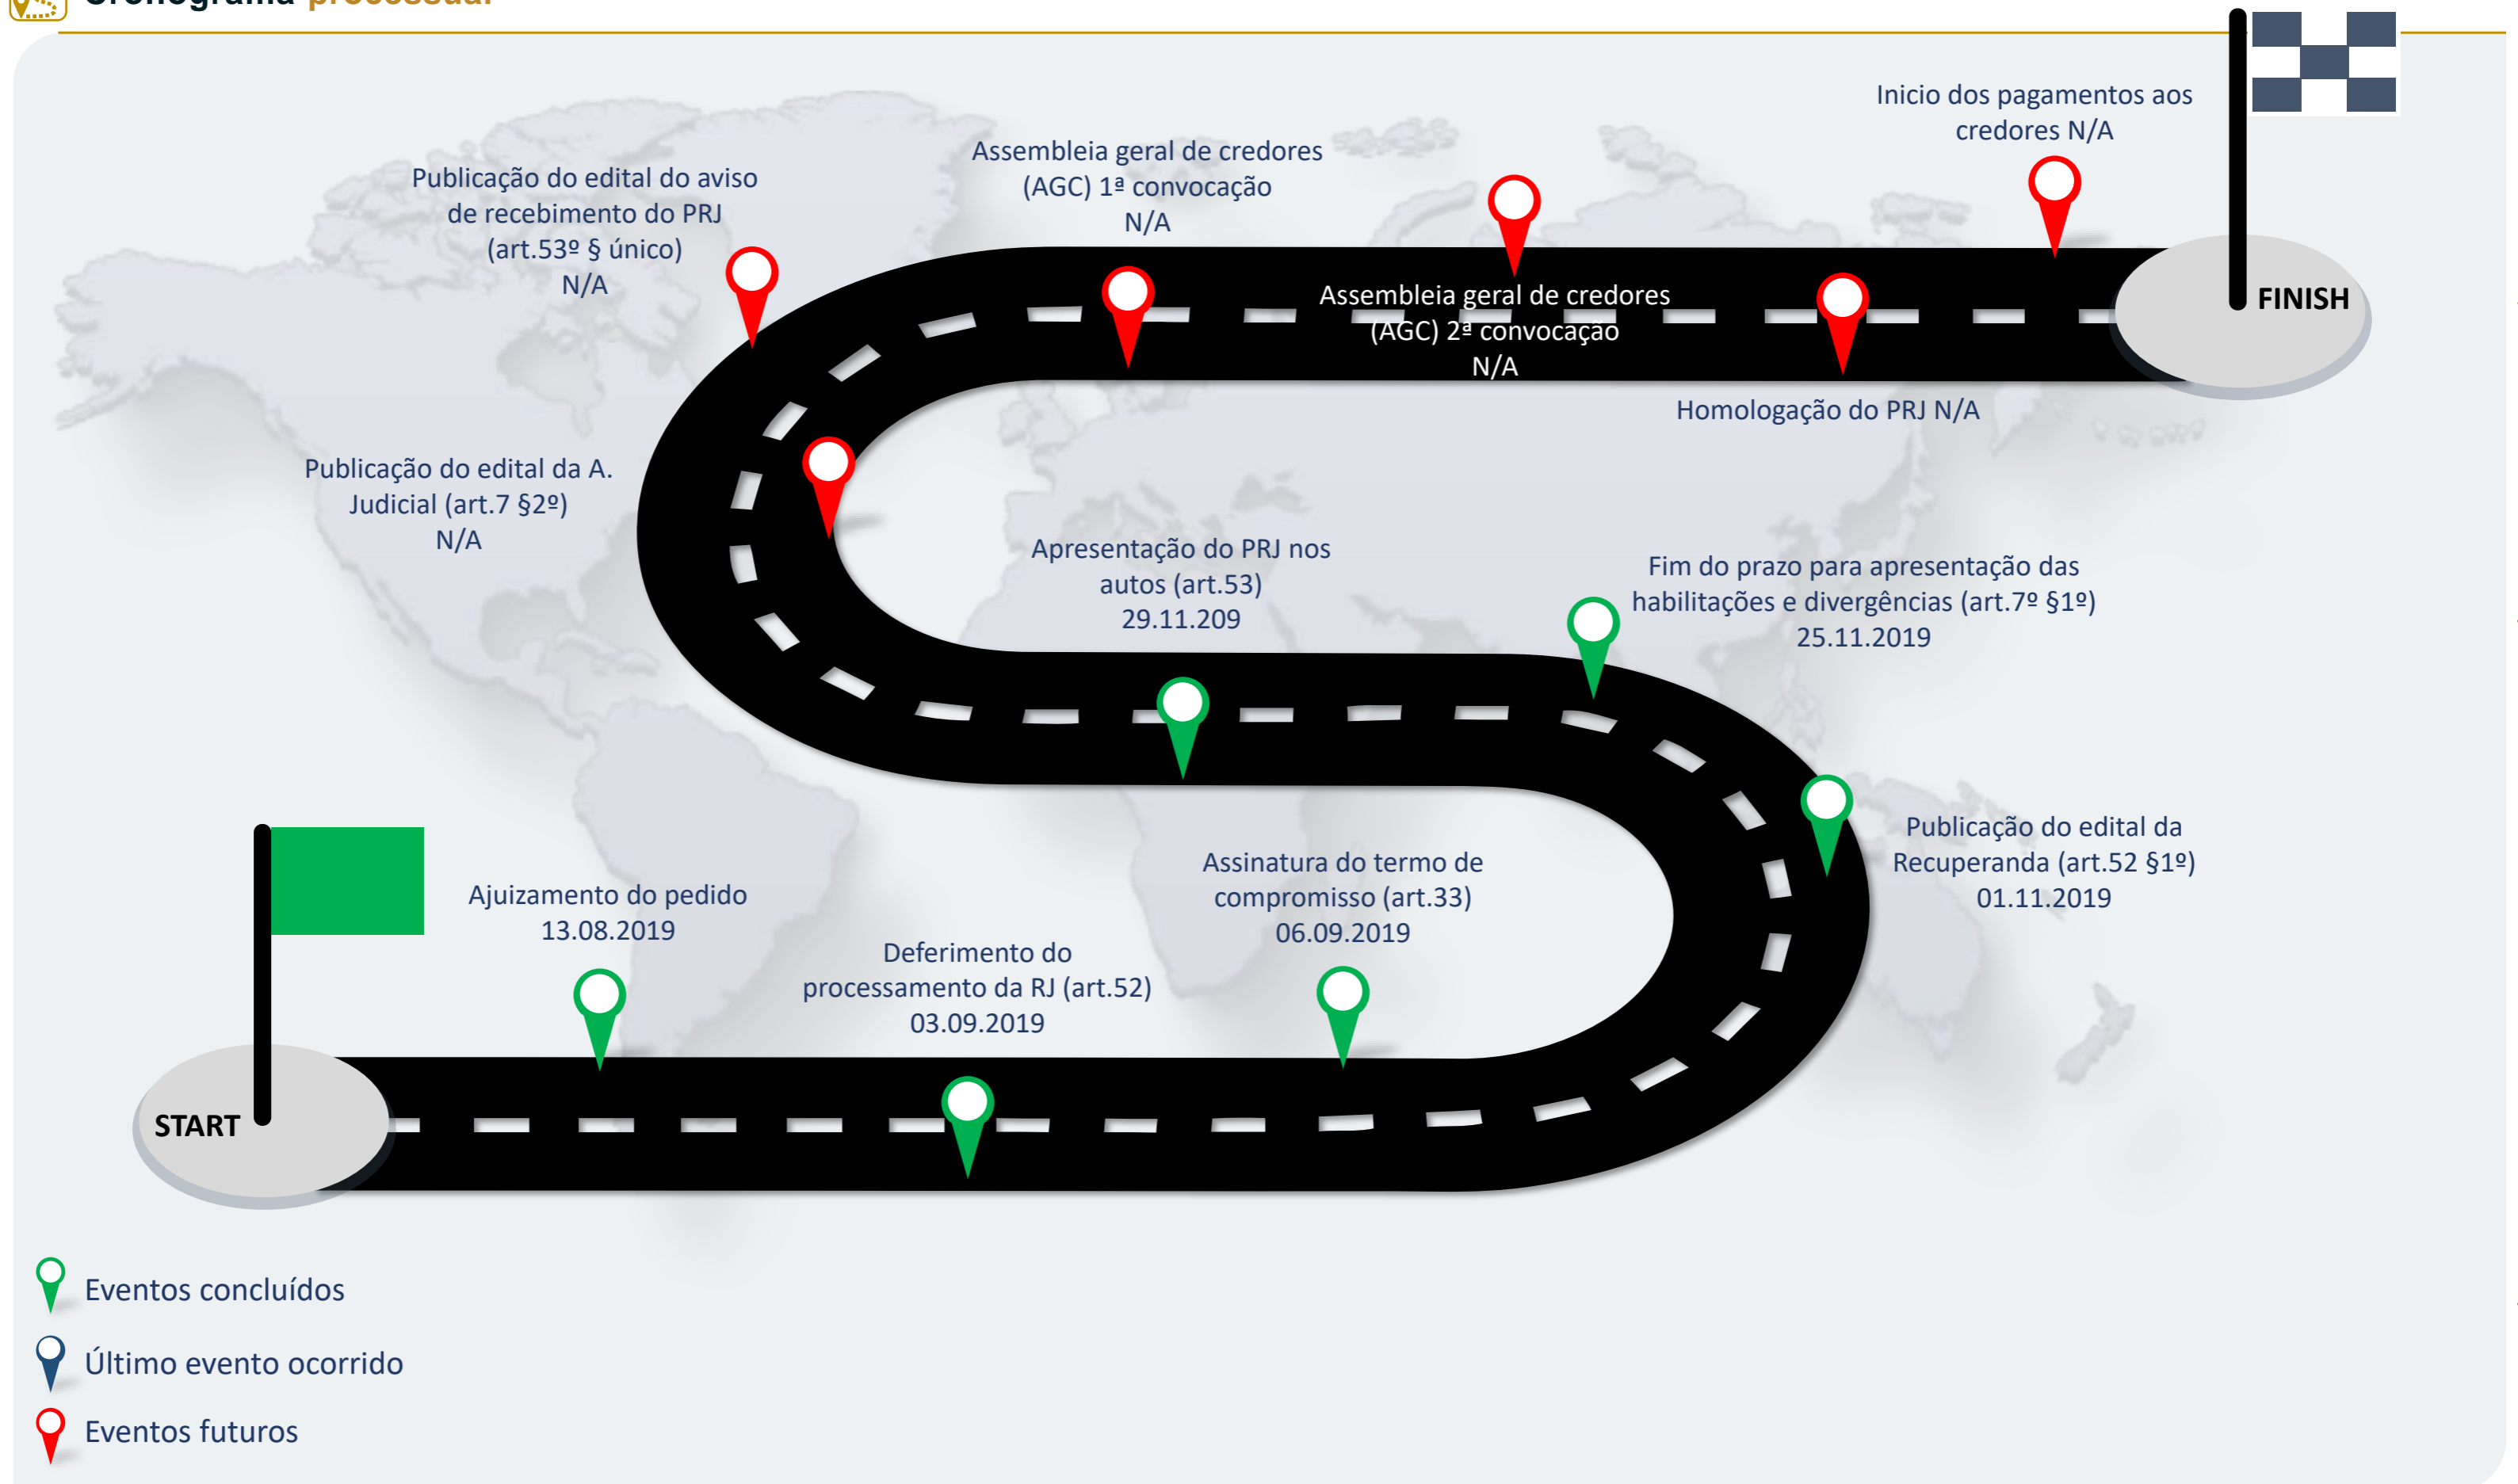 Cronograma processual
Inicio dos pagamentos aos
credores N/A
Assembleia geral de credores
(AGC) 1ª convocação
N/A
Publicação do edital do aviso
de recebimento do PRJ
(art.53º § único)
N/A
Assembleia geral de credores
(AGC) 2ª convocação
N/A
FINISH
Homologação do PRJ N/A
Publicação do edital da A.
Judicial (art.7 §2º)
N/A
Apresentação do PRJ nos
autos (art.53)
29.11.209
Fim do prazo para apresentação das
habilitações e divergências (art.7º §1º)
25.11.2019
Publicação do edital da
Recuperanda (art.52 §1º)
01.11.2019
Assinatura do termo de
compromisso (art.33)
06.09.2019
Ajuizamento do pedido
13.08.2019
Deferimento do
processamento da RJ (art.52)
03.09.2019
START
Eventos concluídos
Último evento ocorrido
Eventos futuros